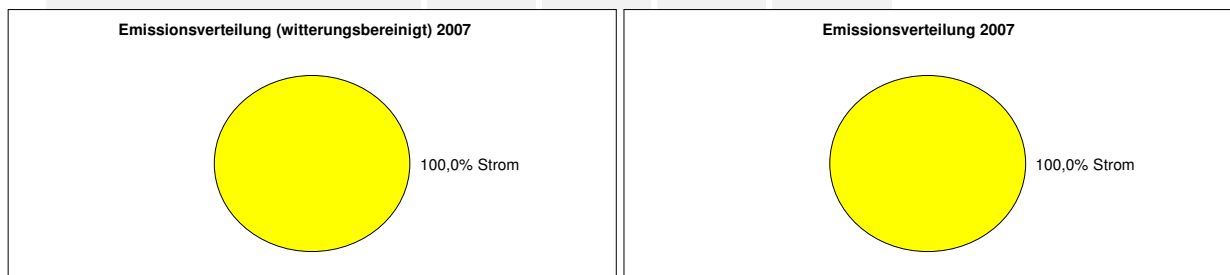 Emissionsverteilung (witterungsbereinigt) 2007
100,0% Strom
Emissionsverteilung 2007
100,0% Strom